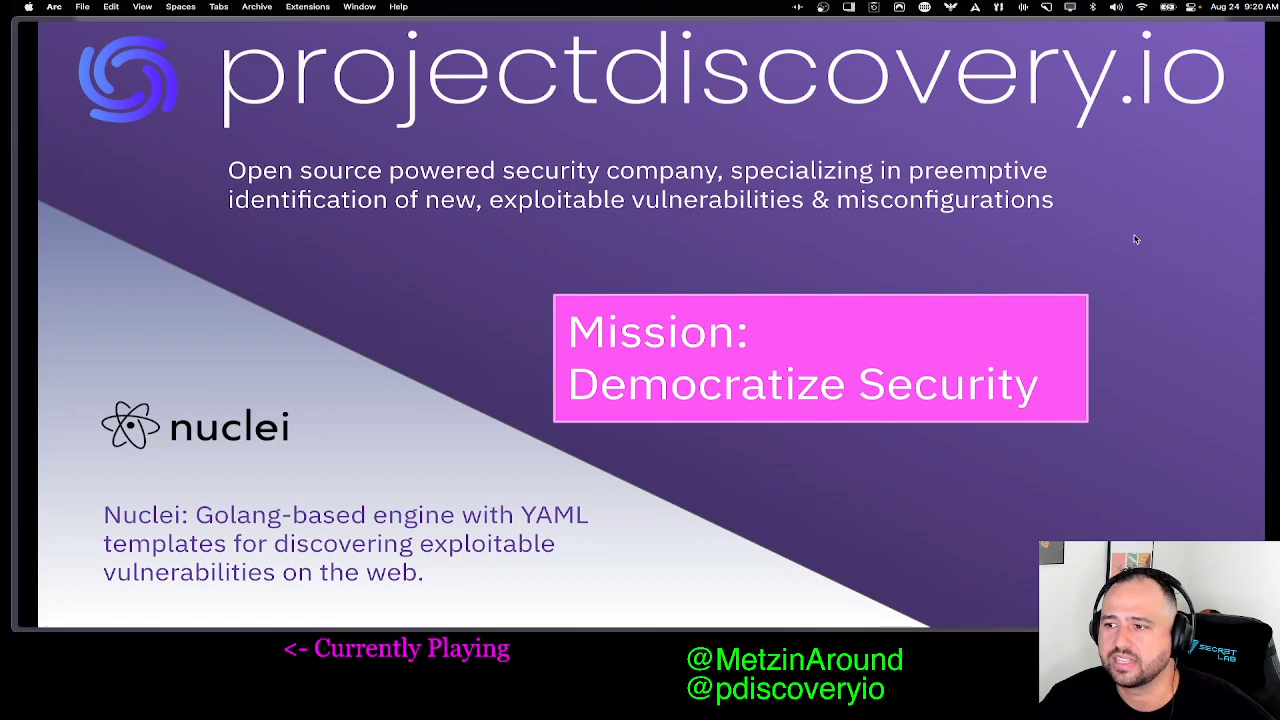 Arc File Edit View Spaces Tabs Archive Extensions Window Help Aug 24 9:20 AM
projectdiscovery.io
Open source powered security company, specializing in preemptive
identification of new, exploitable vulnerabilities & misconfigurations
Mission:
Democratize Security
nuclei
Nuclei: Golang-based engine with YAML
templates for discovering exploitable
vulnerabilities on the web.
<- Currently Playing
@MetzinAround
@pdiscoveryio
SECRET
LAB